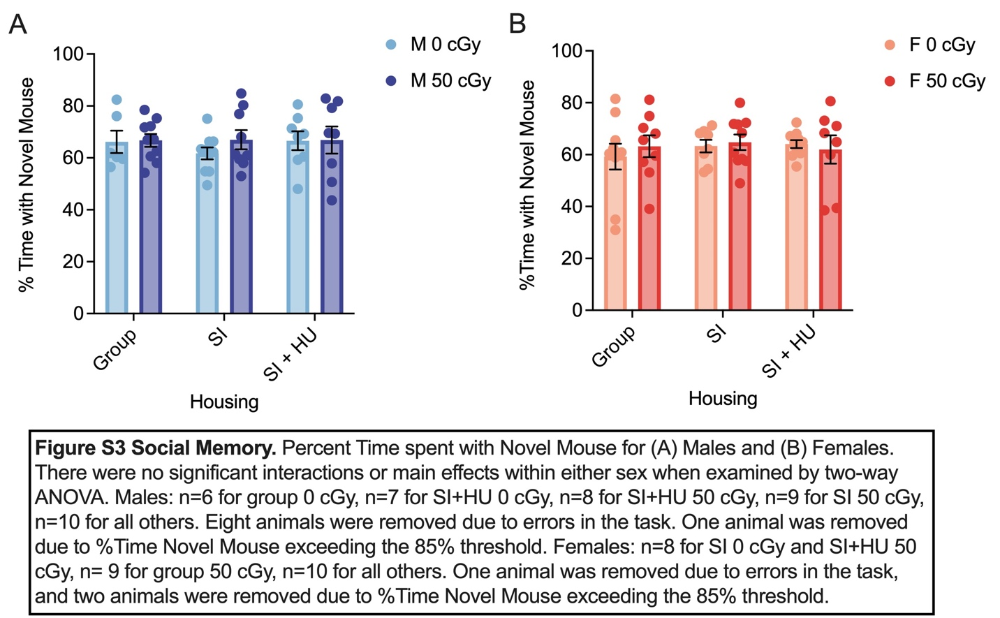 A
M 0 cGy
M 50 cGy
% Time with Novel Mouse
100
80
60
40
20
0
Group
SI
SI + HU
Housing
B
F 0 cGy
F 50 cGy
%Time with Novel Mouse
100
80
60
40
20
0
Group
SI
SI + HU
Housing
Figure S3 Social Memory. Percent Time spent with Novel Mouse for (A) Males and (B) Females.
There were no significant interactions or main effects within either sex when examined by two-way
ANOVA. Males: n=6 for group 0 cGy, n=7 for SI+HU 0 cGy, n=8 for SI+HU 50 cGy, n=9 for SI 50 cGy,
n=10 for all others. Eight animals were removed due to errors in the task. One animal was removed
due to %Time Novel Mouse exceeding the 85% threshold. Females: n=8 for SI 0 cGy and SI+HU 50
cGy, n= 9 for group 50 cGy, n=10 for all others. One animal was removed due to errors in the task,
and two animals were removed due to %Time Novel Mouse exceeding the 85% threshold.